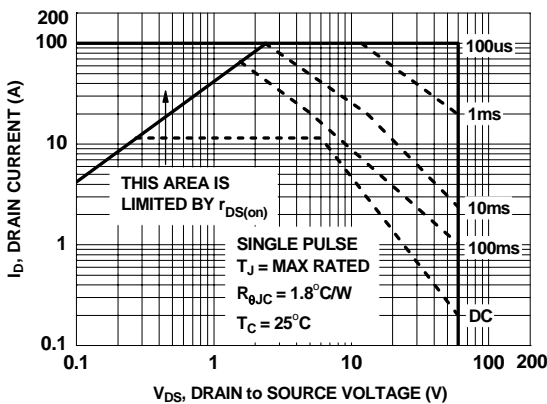 200
100
100us
1ms
10
THIS AREA IS
LIMITED BY rDS(on)
10ms
SINGLE PULSE
TJ = MAX RATED
RθJC = 1.8°C/W
TC = 25°C
1
100ms
DC
0.1
0.1
1
10
100
200
ID, DRAIN CURRENT (A)
VDS, DRAIN to SOURCE VOLTAGE (V)